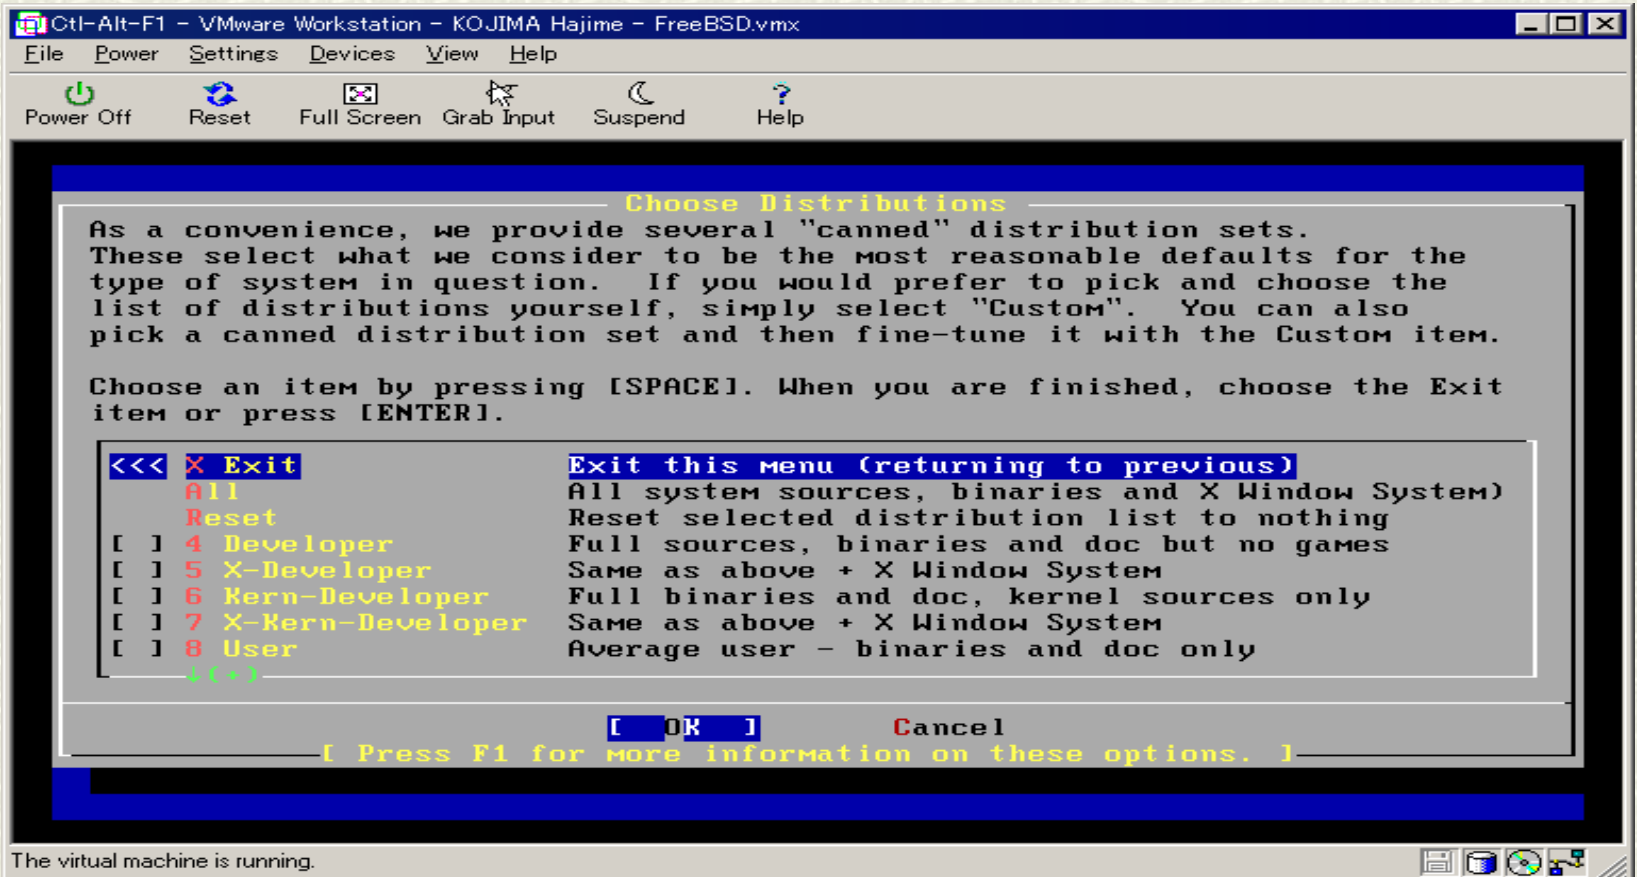 Ctl-Alt-F1 - VMware Workstation - KOJIMA Hajime - FreeBSD.vmx
File Power Settings Devices View Help
Power Off Reset Full Screen Grab Input Suspend Help
Choose Distributions
As a convenience, we provide several "canned" distribution sets.
These select what we consider to be the most reasonable defaults for the
type of system in question.  If you would prefer to pick and choose the
list of distributions yourself, simply select "Custom".  You can also
pick a canned distribution set and then fine-tune it with the Custom item.
Choose an item by pressing [SPACE]. When you are finished, choose the Exit
item or press [ENTER].
<<< X Exit Exit this menu (returning to previous)
All All system sources, binaries and X Window System)
Reset Reset selected distribution list to nothing
[ ] 4 Developer Full sources, binaries and doc but no games
[ ] 5 X-Developer Same as above + X Window System
[ ] 6 Kern-Developer Full binaries and doc, kernel sources only
[ ] 7 X-Kern-Developer Same as above + X Window System
[ ] 8 User Average user - binaries and doc only
↓(+)
[ OK ] Cancel
[ Press F1 for more information on these options. ]
The virtual machine is running.